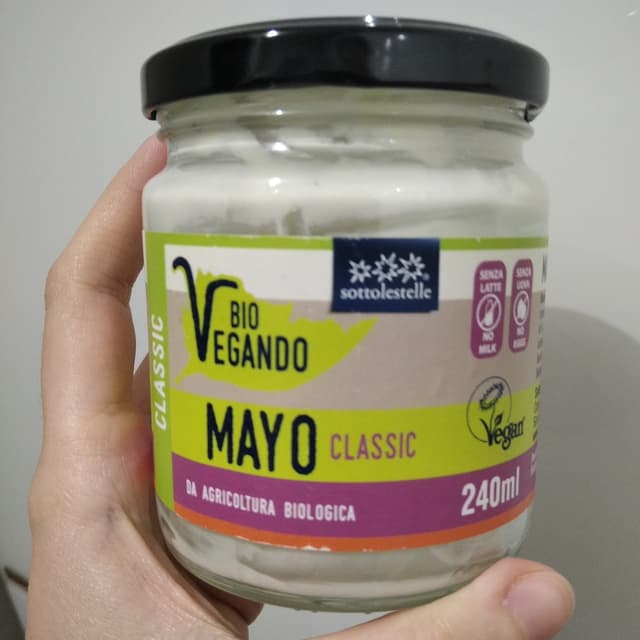 sottolestelle
BIO
VEGANDO
SENZA
LATTE
NO
MILK
SENZA
UOVA
NO
EGGS
CLASSIC
MAYO CLASSIC
Vegan
DA AGRICOLTURA BIOLOGICA
240ml